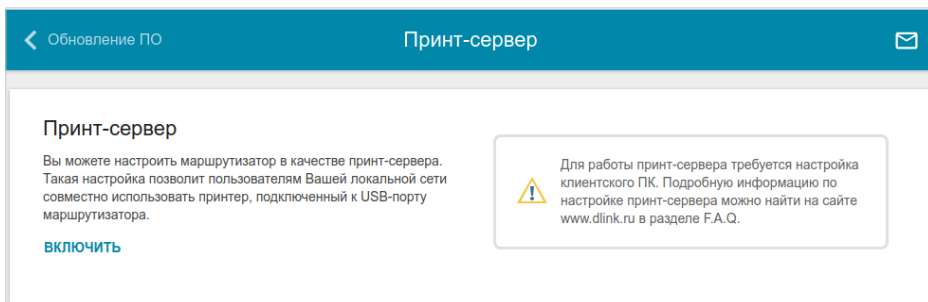 Обновление ПО
Принт-сервер
Принт-сервер
Вы можете настроить маршрутизатор в качестве принт-сервера.
Такая настройка позволит пользователям Вашей локальной сети
совместно использовать принтер, подключенный к USB-порту
маршрутизатора.
ВКЛЮЧИТЬ
Для работы принт-сервера требуется настройка
клиентского ПК. Подробную информацию по
настройке принт-сервера можно найти на сайте
www.dlink.ru в разделе F.A.Q.